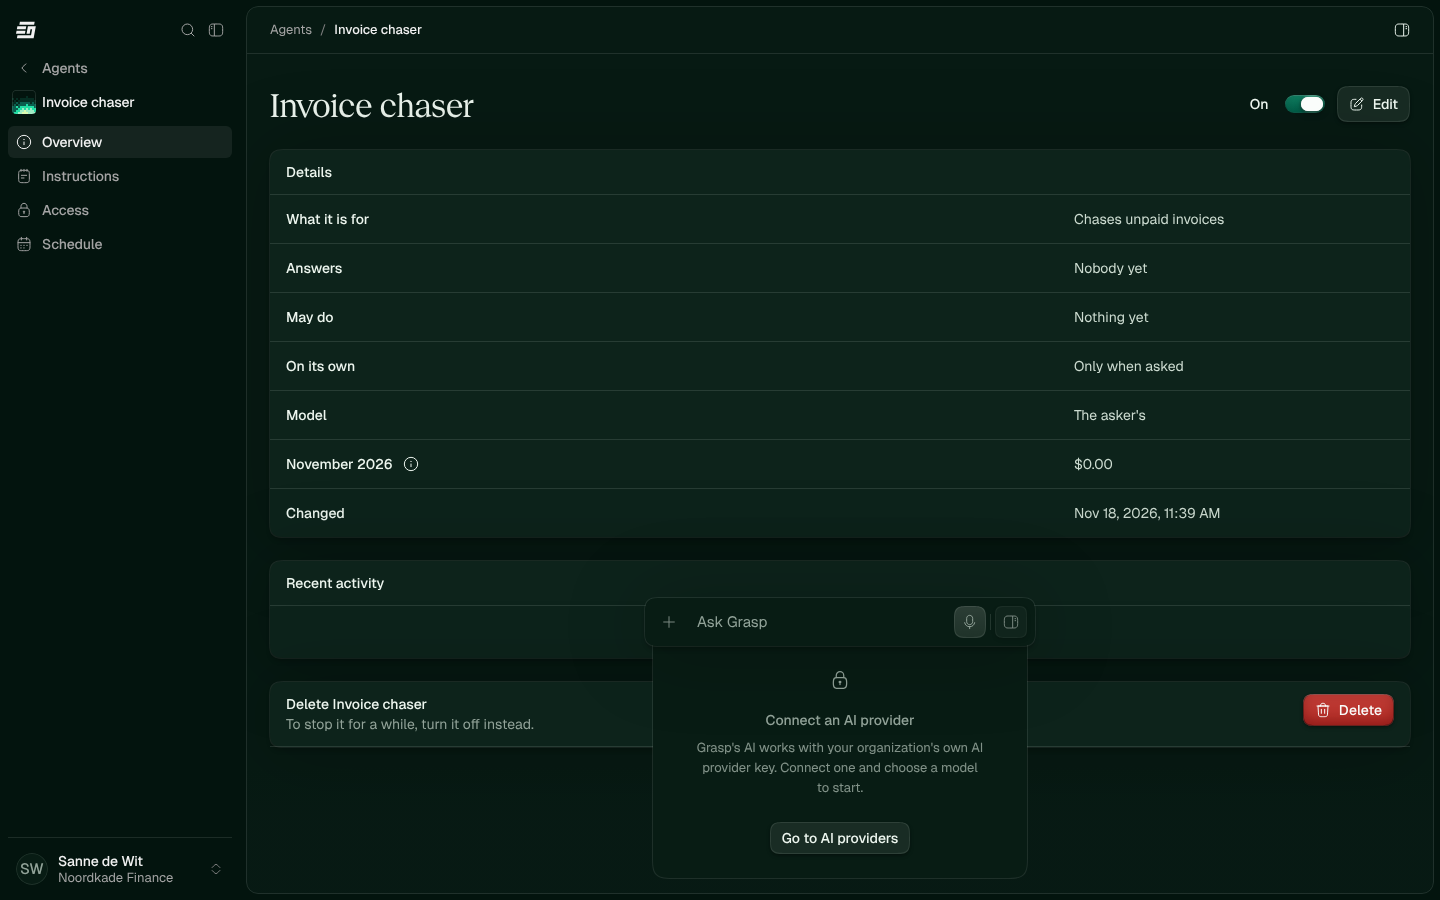 Agents / Invoice chaser
Agents
Invoice chaser
Overview
Instructions
Access
Schedule
Invoice chaser
On
Edit
Details
What it is for
Chases unpaid invoices
Answers
Nobody yet
May do
Nothing yet
On its own
Only when asked
Model
The asker's
November 2026
$0.00
Changed
Nov 18, 2026, 11:39 AM
Recent activity
Ask Grasp
Delete Invoice chaser
To stop it for a while, turn it off instead.
Delete
Connect an AI provider
Grasp's AI works with your organization's own AI
provider key. Connect one and choose a model
to start.
Go to AI providers
SW
Sanne de Wit
Noordkade Finance